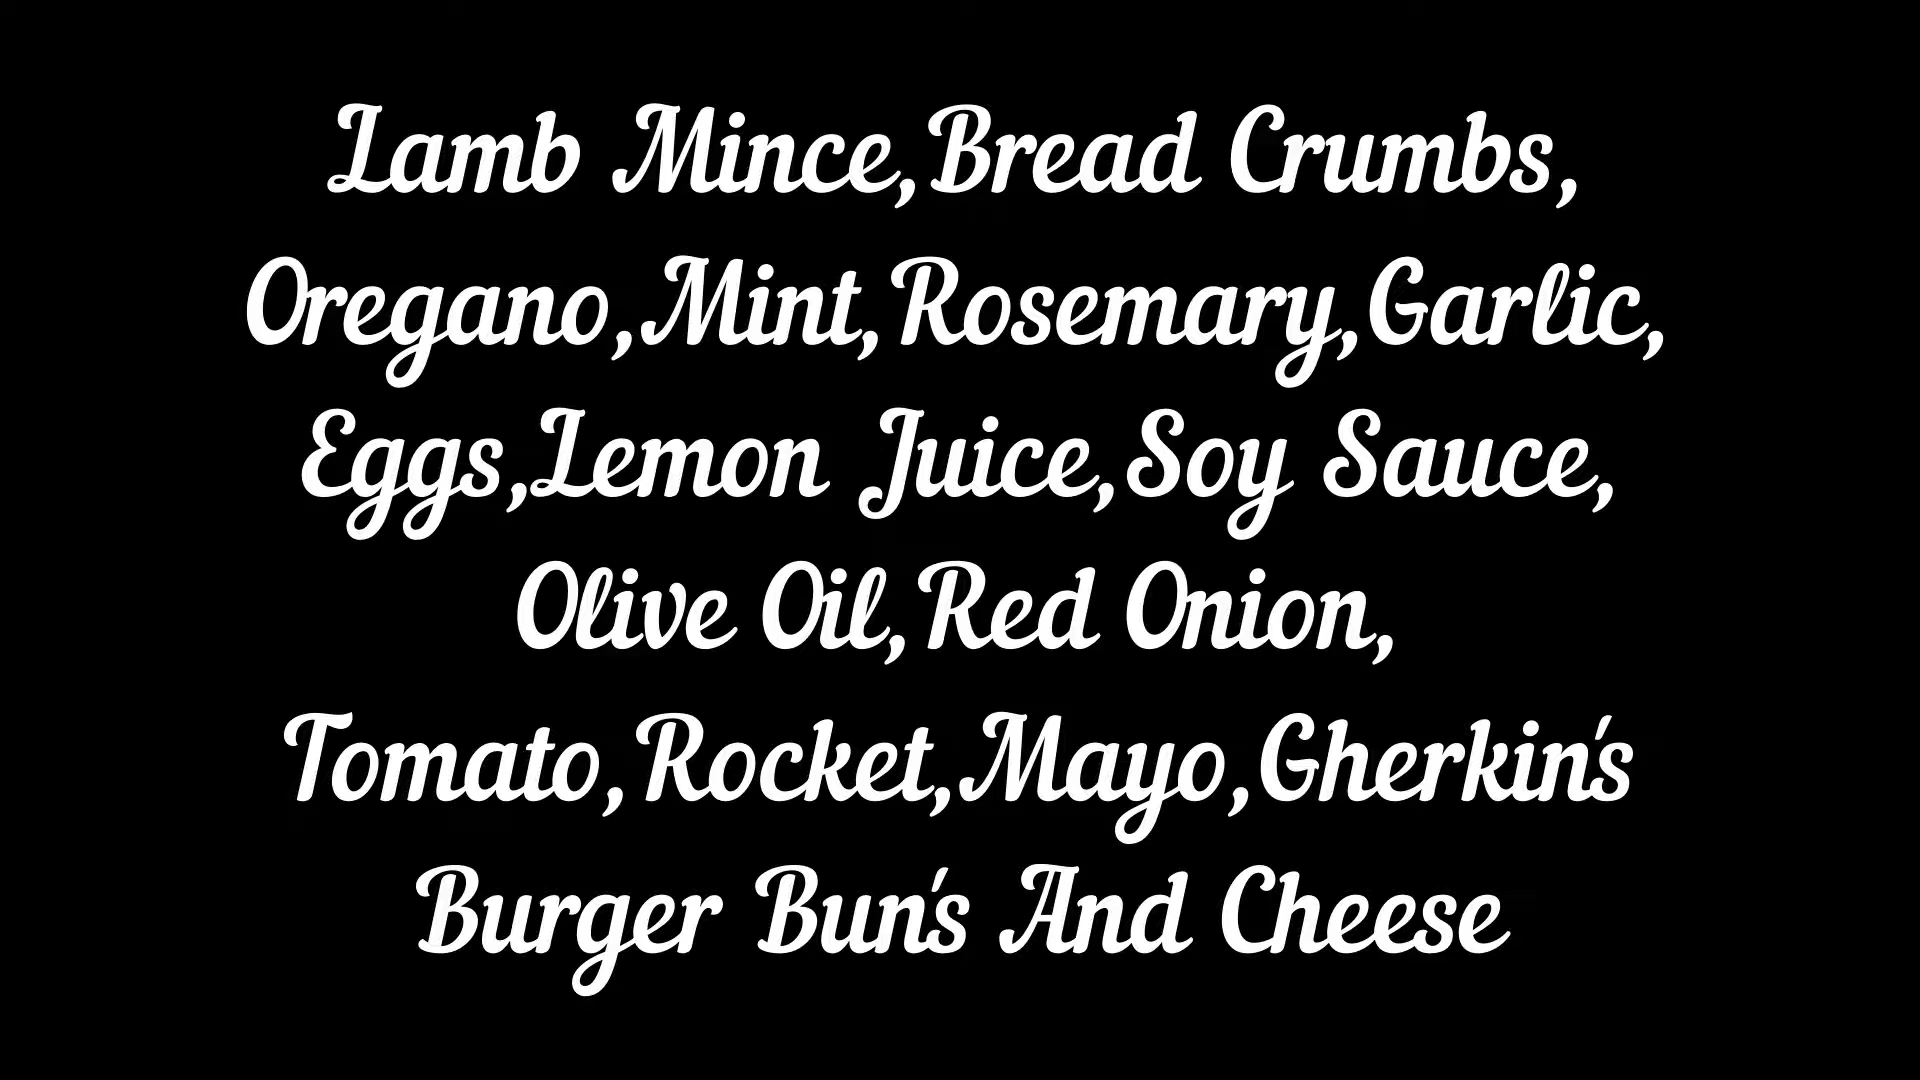 Lamb Mince,Bread Crumbs,
Oregano,Mint,Rosemary,Garlic,
Eggs,Lemon Juice,Soy Sauce,
Olive Oil,Red Onion,
Tomato,Rocket,Mayo,Gherkin's
Burger Bun's And Cheese